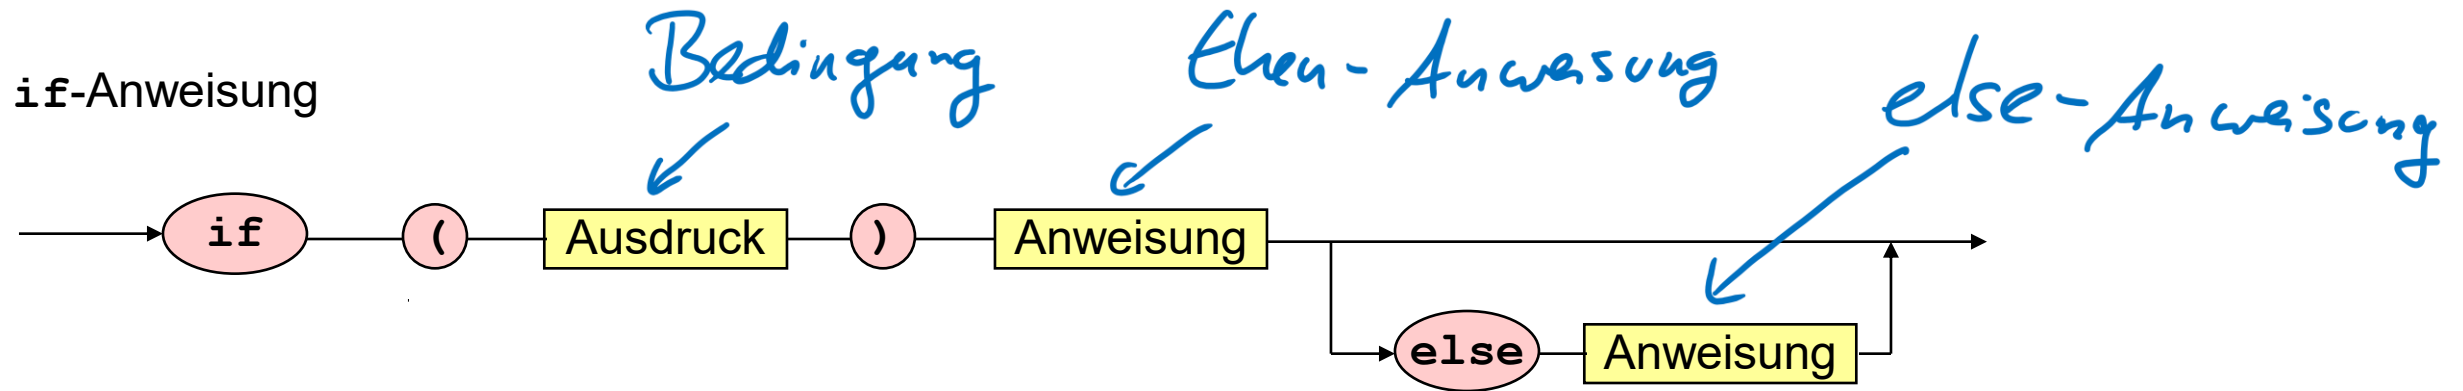 Bedingung
then-Anweisung
if-Anweisung
else-Anweisung
if ( Ausdruck ) Anweisung
else Anweisung